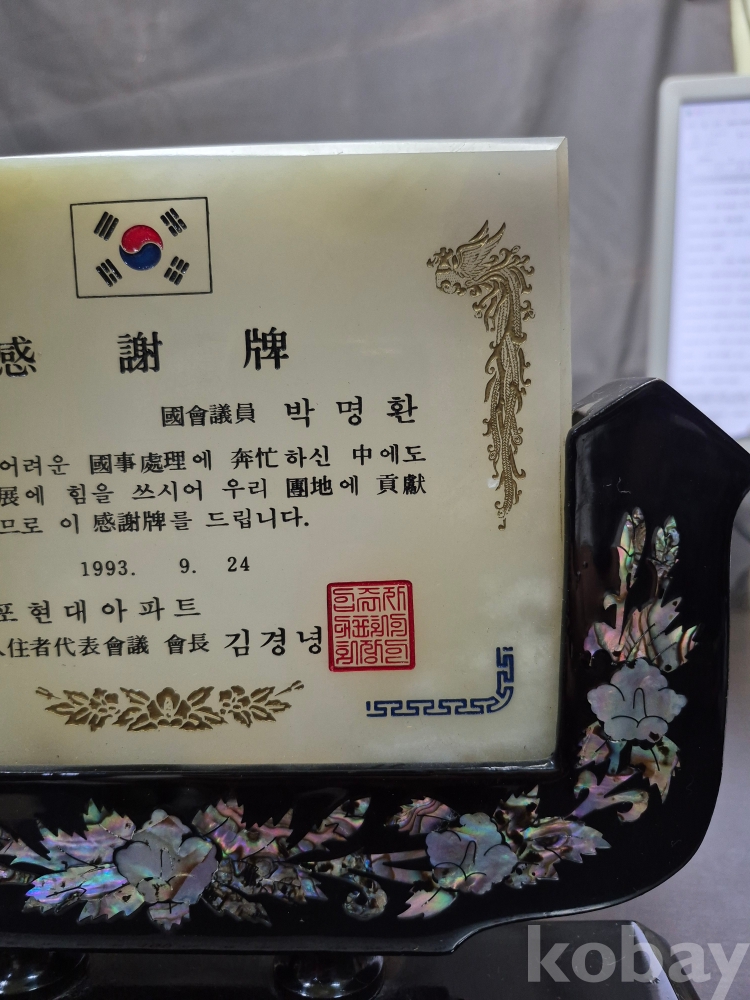 感謝牌
國會議員 박명환
어려운 國事處理에 奔忙하신 中에도
展에 힘을 쓰시어 우리 團地에 貢獻
므로 이 感謝牌를 드립니다.
1993. 9. 24
포현대아파트
住者代表會議 會長 김경녕
kobay